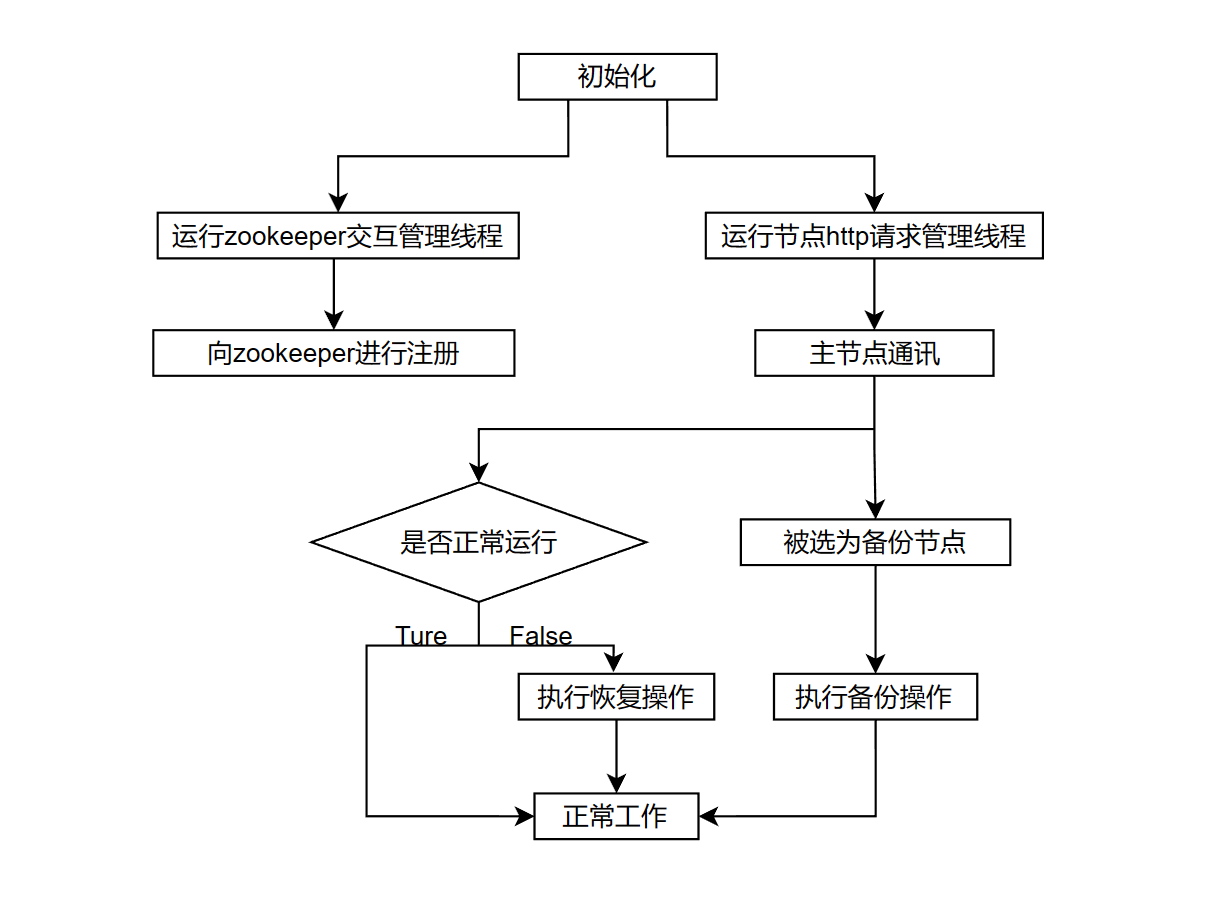 初始化
运行zookeeper交互管理线程
运行节点http请求管理线程
向zookeeper进行注册
主节点通讯
是否正常运行
被选为备份节点
Ture
False
执行恢复操作
执行备份操作
正常工作